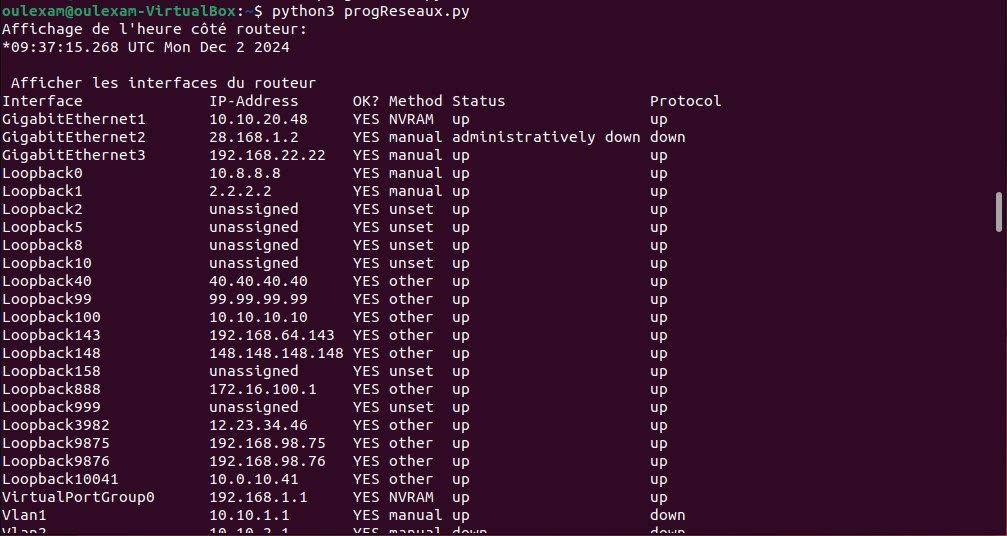 oulexam@oulexam-VirtualBox:~$ python3 progReseaux.py
Affichage de l'heure côté routeur:
*09:37:15.268 UTC Mon Dec 2 2024
Afficher les interfaces du routeur
Interface IP-Address OK? Method Status Protocol
GigabitEthernet1 10.10.20.48 YES NVRAM up up
GigabitEthernet2 28.168.1.2 YES manual administratively down down
GigabitEthernet3 192.168.22.22 YES manual up up
Loopback0 10.8.8.8 YES manual up up
Loopback1 2.2.2.2 YES manual up up
Loopback2 unassigned YES unset up up
Loopback5 unassigned YES unset up up
Loopback8 unassigned YES unset up up
Loopback10 unassigned YES unset up up
Loopback40 40.40.40.40 YES other up up
Loopback99 99.99.99.99 YES other up up
Loopback100 10.10.10.10 YES other up up
Loopback143 192.168.64.143 YES other up up
Loopback148 148.148.148.148 YES other up up
Loopback158 unassigned YES unset up up
Loopback888 172.16.100.1 YES other up up
Loopback999 unassigned YES unset up up
Loopback3982 12.23.34.46 YES other up up
Loopback9875 192.168.98.75 YES other up up
Loopback9876 192.168.98.76 YES other up up
Loopback10041 10.0.10.41 YES other up up
VirtualPortGroup0 192.168.1.1 YES NVRAM up up
Vlan1 10.10.1.1 YES manual up down
Vlan2 10.10.2.1 YES manual down down